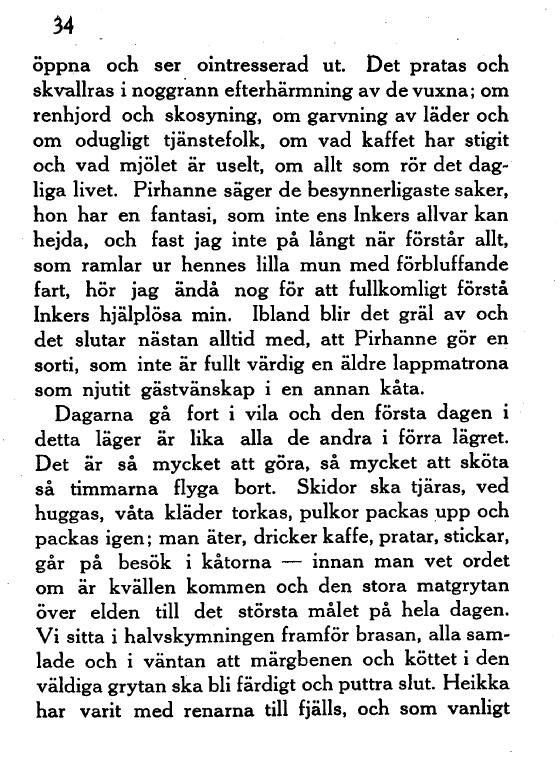 34
öppna och ser ointresserad ut. Det pratas och
skvallras i noggrann efterhärmning av de vuxna; om
renhjord och skosyning, om garvning av läder och
om odugligt tjänstefolk, om vad kaffet har stigit
och vad mjölet är uselt, om allt som rör det dag-
liga livet. Pirhanne säger de besynnerligaste saker,
hon har en fantasi, som inte ens Inkers allvar kan
hejda, och fast jag inte på långt när förstår allt,
som ramlar ur hennes lilla mun med förbluffande
fart, hör jag ändå nog för att fullkomligt förstå
Inkers hjälplösa min. Ibland blir det gräl av och
det slutar nästan alltid med, att Pirhanne gör en
sorti, som inte är fullt värdig en äldre lappmatrona
som njutit gästvänskap i en annan kåta.
Dagarna gå fort i vila och den första dagen i
detta läger är lika alla de andra i förra lägret.
Det är så mycket att göra, så mycket att sköta
så timmarna flyga bort. Skidor ska tjäras, ved
huggas, våta kläder torkas, pulkor packas upp och
packas igen; man äter, dricker kaffe, pratar, stickar,
går på besök i kåtorna — innan man vet ordet
om är kvällen kommen och den stora matgrytan
över elden till det största målet på hela dagen.
Vi sitta i halvskymningen framför brasan, alla sam-
lade och i väntan att märgbenen och köttet i den
väldiga grytan ska bli färdigt och puttra slut. Heikka
har varit med renarna till fjälls, och som vanligt